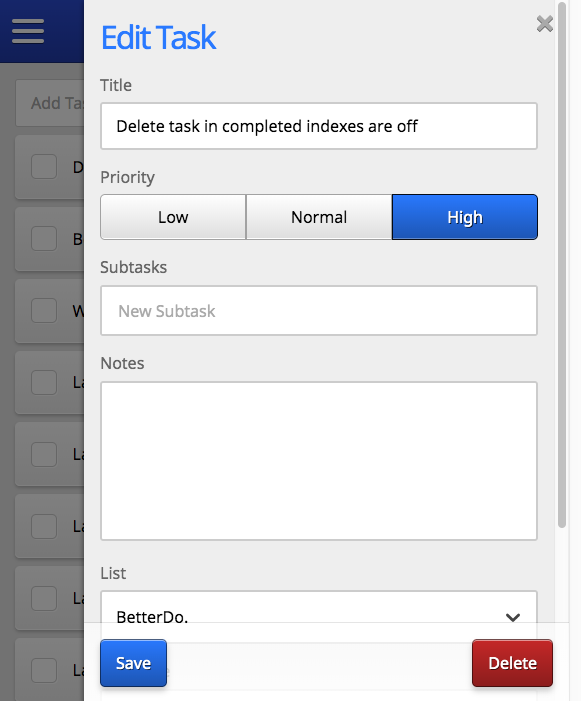 Edit Task
Title
Add Ta
Delete task in completed indexes are off
D
Priority
Low Normal High
B
Subtasks
New Subtask
W
Notes
La
La
La
List
La
BetterDo.
Save Delete
La